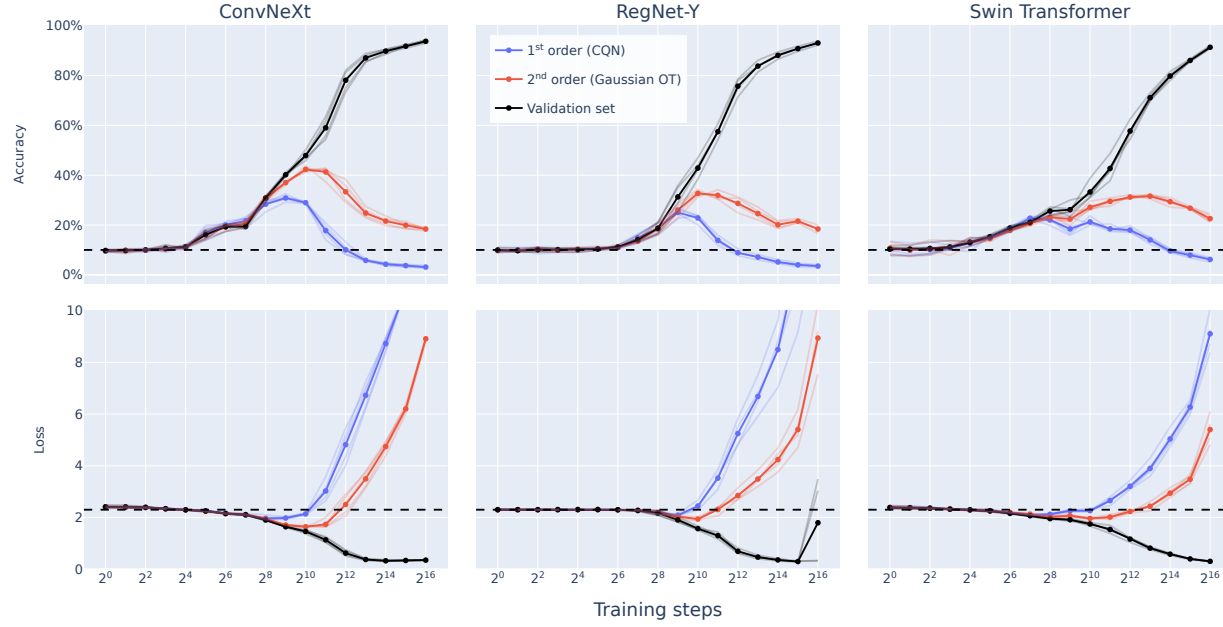 ConvNeXt
RegNet-Y
Swin Transformer
Accuracy
100%
80%
60%
40%
20%
0%
1st order (CQN)
2nd order (Gaussian OT)
Validation set
Loss
10
8
6
4
2
0
2^0 2^2 2^4 2^6 2^8 2^10 2^12 2^14 2^16
2^0 2^2 2^4 2^6 2^8 2^10 2^12 2^14 2^16
2^0 2^2 2^4 2^6 2^8 2^10 2^12 2^14 2^16
Training steps